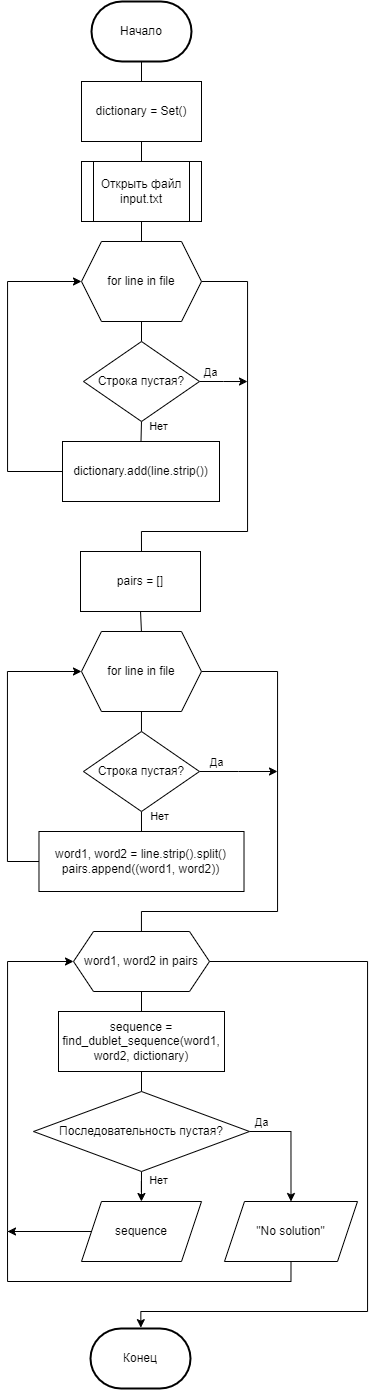 Начало
dictionary = Set()
Открыть файл
input.txt
for line in file
Строка пустая?
Да
Нет
dictionary.add(line.strip())
pairs = []
for line in file
Строка пустая?
Да
Нет
word1, word2 = line.strip().split()
pairs.append((word1, word2))
word1, word2 in pairs
sequence =
find_dublet_sequence(word1,
word2, dictionary)
Последовательность пустая?
Да
Нет
sequence
"No solution"
Конец